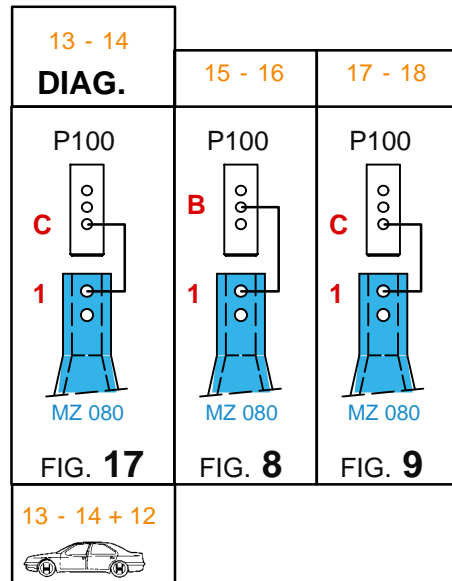 13 - 14
DIAG.
15 - 16
17 - 18
P100
P100
P100
C
B
C
1
1
1
MZ 080
MZ 080
MZ 080
FIG. 17
FIG. 8
FIG. 9
13 - 14 + 12